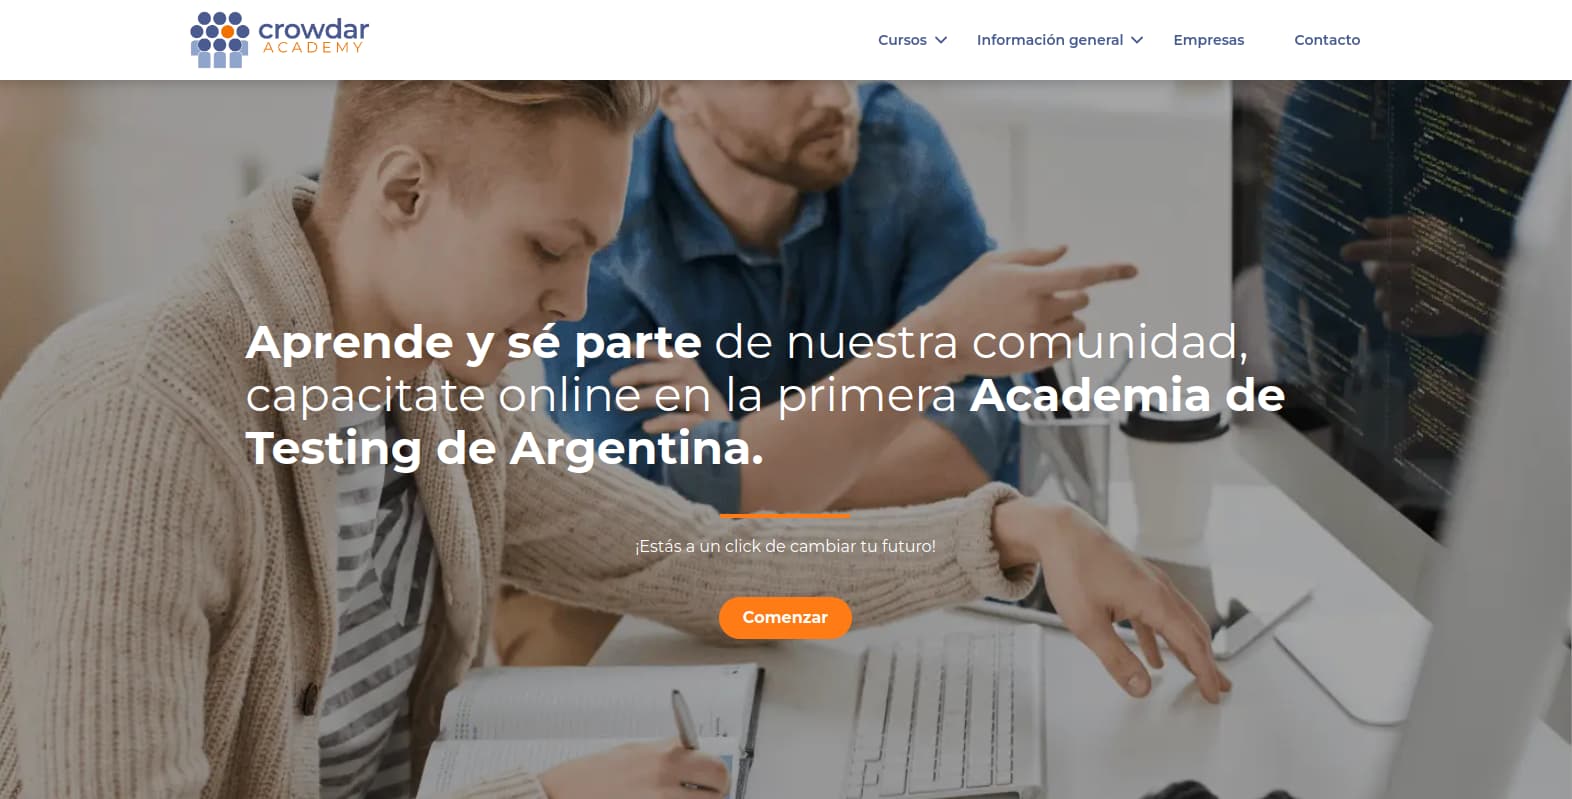 crowdar
ACADEMY
Cursos
Información general
Empresas
Contacto
Aprende y sé parte de nuestra comunidad,
capacitate online en la primera Academia de
Testing de Argentina.
¡Estás a un click de cambiar tu futuro!
Comenzar